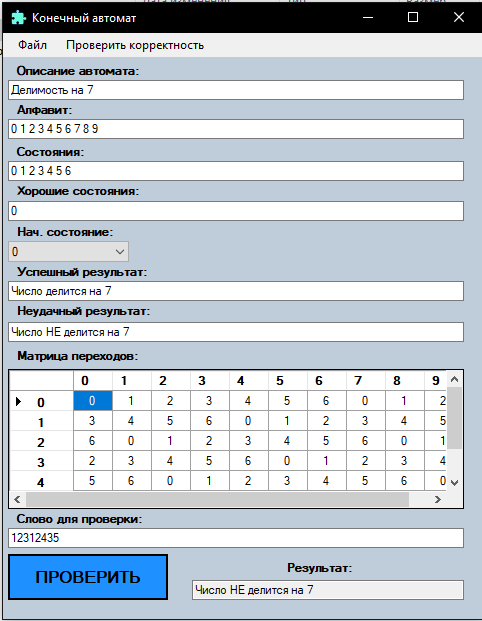 Конечный автомат
Файл Проверить корректность
Описание автомата:
Делимость на 7
Алфавит:
0 1 2 3 4 5 6 7 8 9
Состояния:
0 1 2 3 4 5 6
Хорошие состояния:
0
Нач. состояние:
0
Успешный результат:
Число делится на 7
Неудачный результат:
Число НЕ делится на 7
Матрица переходов:
0 1 2 3 4 5 6 7 8 9
0 0 1 2 3 4 5 6 0 1 2
1 3 4 5 6 0 1 2 3 4 5
2 6 0 1 2 3 4 5 6 0 1
3 2 3 4 5 6 0 1 2 3 4
4 5 6 0 1 2 3 4 5 6 0
Слово для проверки:
12312435
ПРОВЕРИТЬ
Результат:
Число НЕ делится на 7